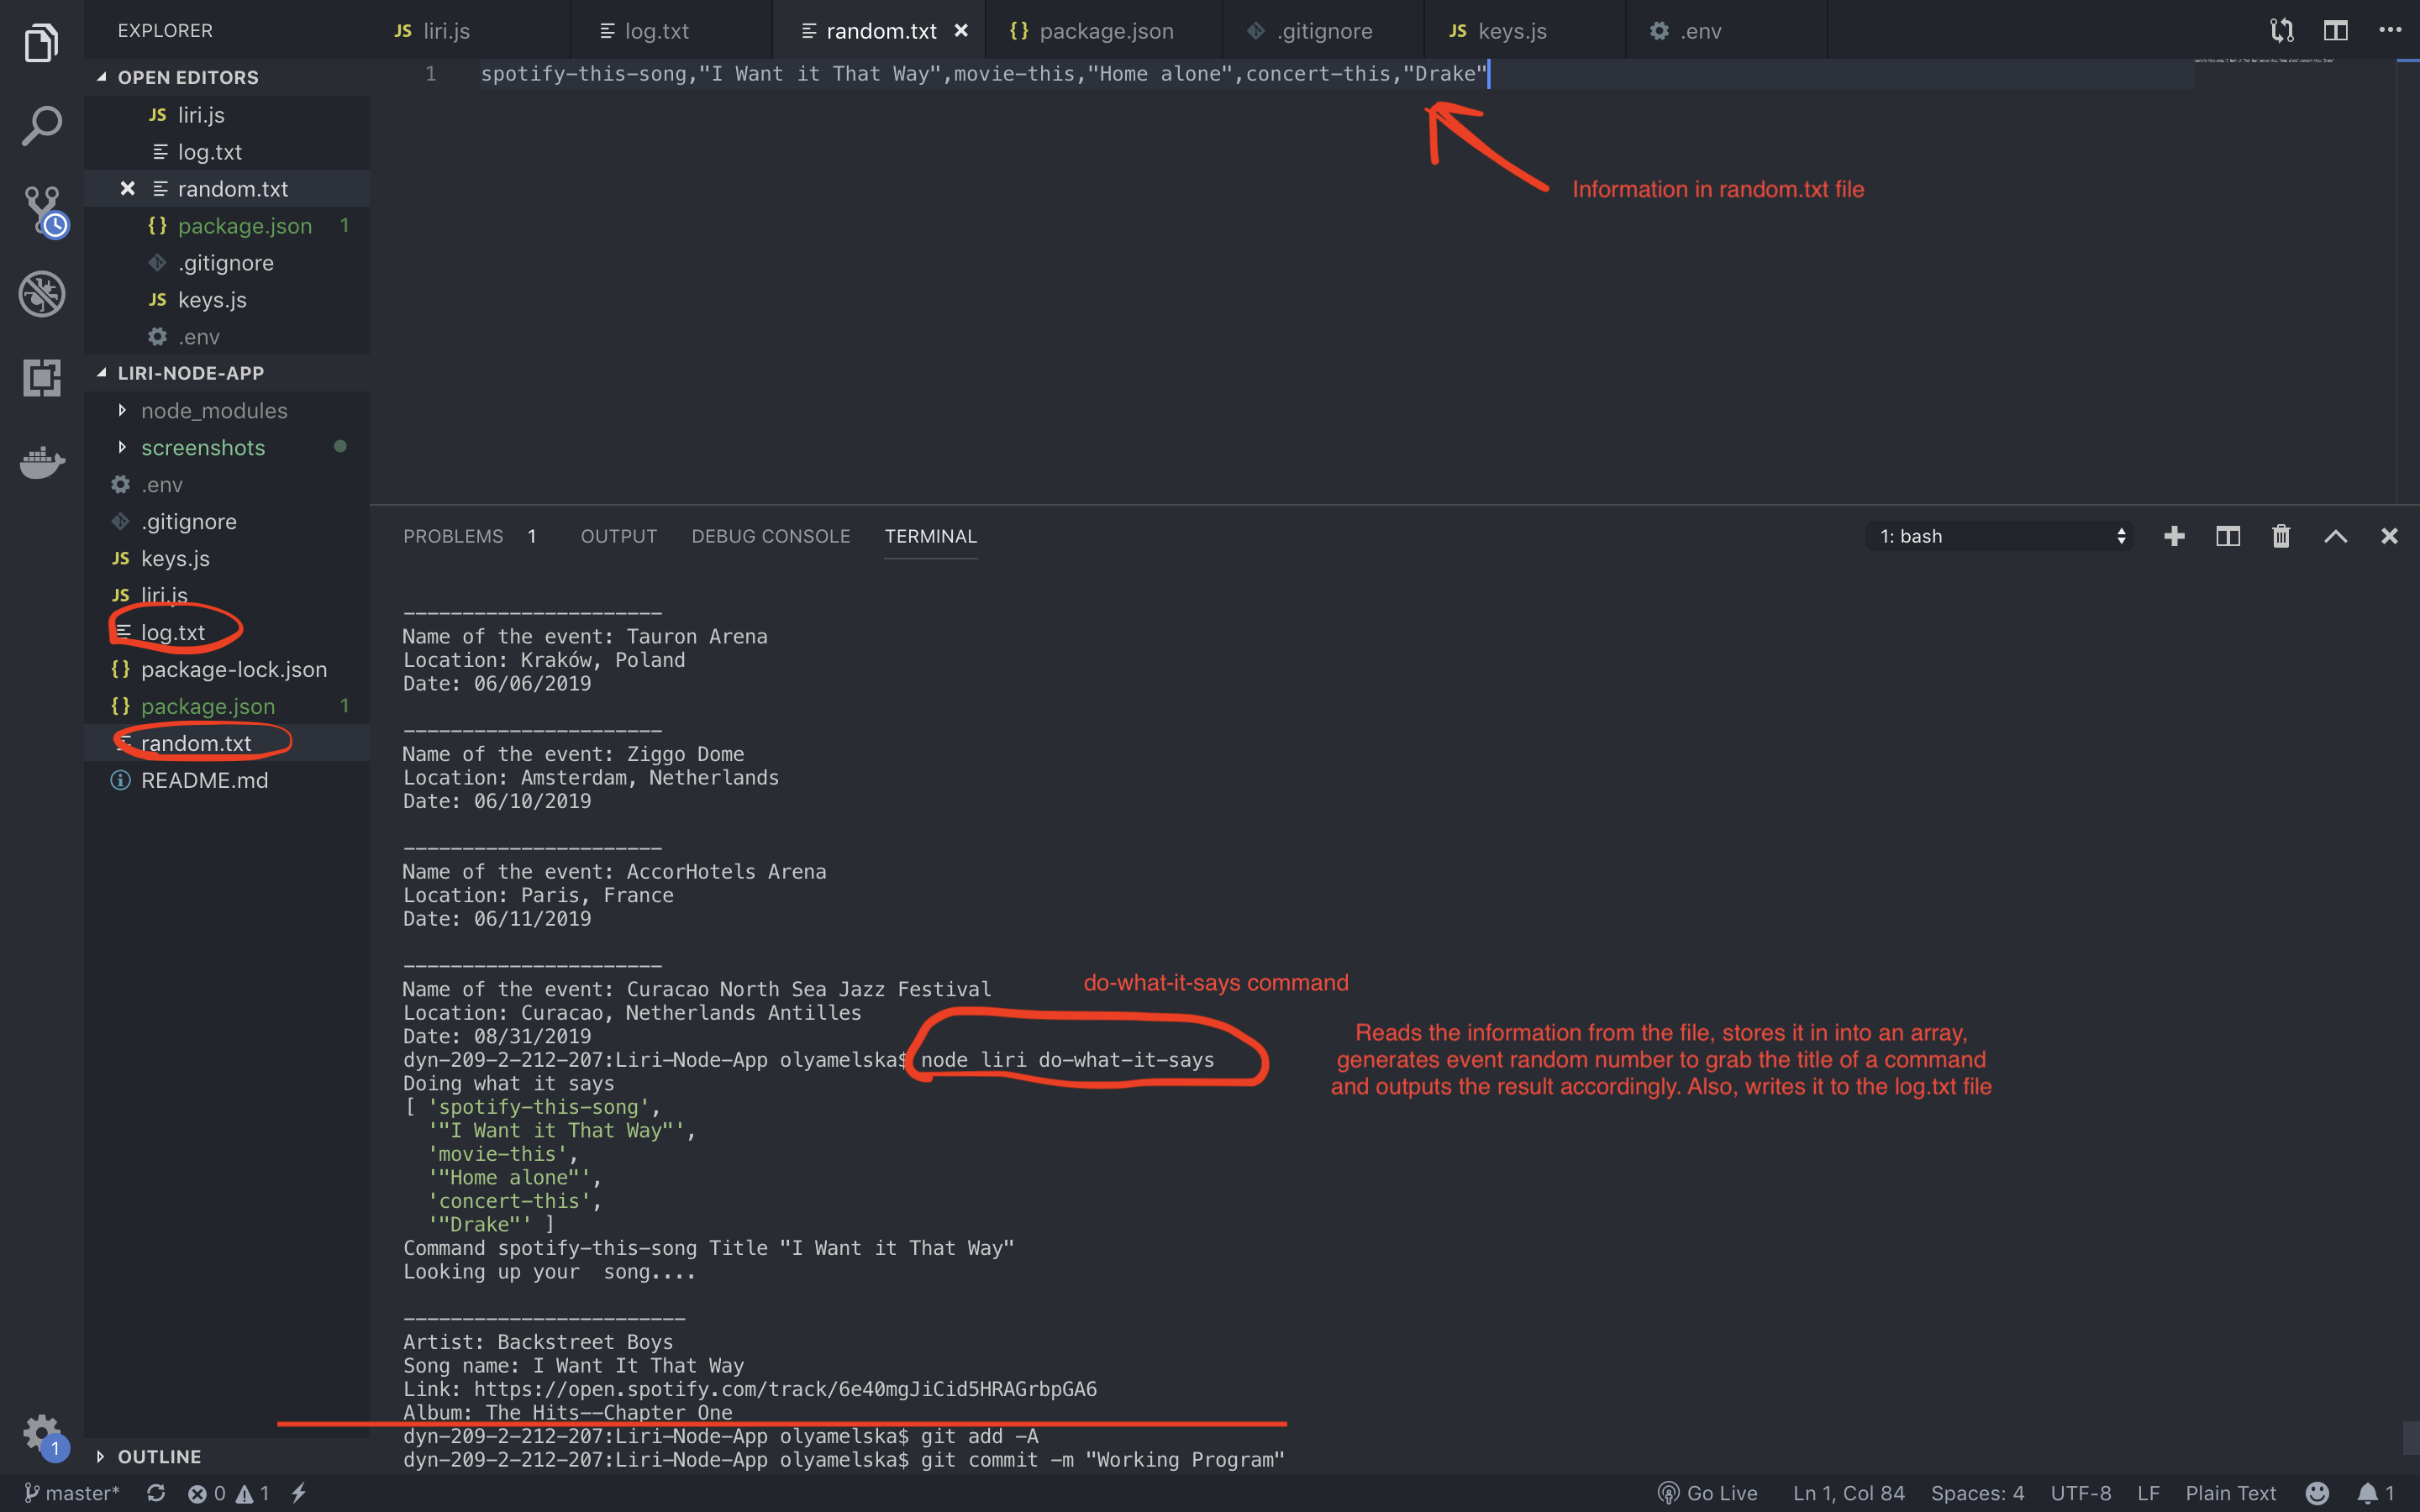 EXPLORER
JS liri.js
log.txt
random.txt
{} package.json
.gitignore
JS keys.js
.env
OPEN EDITORS
JS liri.js
log.txt
random.txt
{} package.json 1
.gitignore
JS keys.js
.env
LIRI-NODE-APP
node_modules
screenshots
.env
.gitignore
JS keys.js
JS liri.js
log.txt
{} package-lock.json
{} package.json 1
random.txt
README.md
OUTLINE
1
1 spotify-this-song,"I Want it That Way",movie-this,"Home alone",concert-this,"Drake"
Information in random.txt file
PROBLEMS 1 OUTPUT DEBUG CONSOLE TERMINAL 1: bash
----------------------
Name of the event: Tauron Arena
Location: Kraków, Poland
Date: 06/06/2019
----------------------
Name of the event: Ziggo Dome
Location: Amsterdam, Netherlands
Date: 06/10/2019
----------------------
Name of the event: AccorHotels Arena
Location: Paris, France
Date: 06/11/2019
----------------------
Name of the event: Curacao North Sea Jazz Festival
Location: Curacao, Netherlands Antilles
Date: 08/31/2019
dyn-209-2-212-207:Liri-Node-App olyamelska$ node liri do-what-it-says
Doing what it says
[ 'spotify-this-song',
'"I Want it That Way"',
'movie-this',
'"Home alone"',
'concert-this',
'"Drake"' ]
Command spotify-this-song Title "I Want it That Way"
Looking up your  song....
------------------------
Artist: Backstreet Boys
Song name: I Want It That Way
Link: https://open.spotify.com/track/6e40mgJiCid5HRAGrbpGA6
Album: The Hits--Chapter One
dyn-209-2-212-207:Liri-Node-App olyamelska$ git add -A
dyn-209-2-212-207:Liri-Node-App olyamelska$ git commit -m "Working Program"
do-what-it-says command
Reads the information from the file, stores it in into an array,
generates event random number to grab the title of a command
and outputs the result accordingly. Also, writes it to the log.txt file
master* 0 1 Go Live Ln 1, Col 84 Spaces: 4 UTF-8 LF Plain Text 1